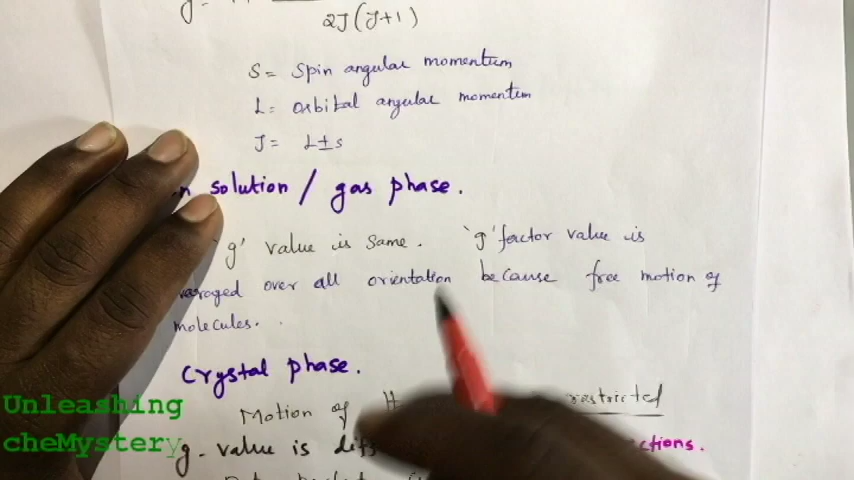 2J(J+1)
S= Spin angular momentum
L= orbital angular momentum
J= L±s
solution / gas phase.
'g' value is same. 'g' factor value is
averaged over all orientation because free motion of
molecules.
Crystal phase.
Motion of restricted
g- value is
Unleashing
cheMystery